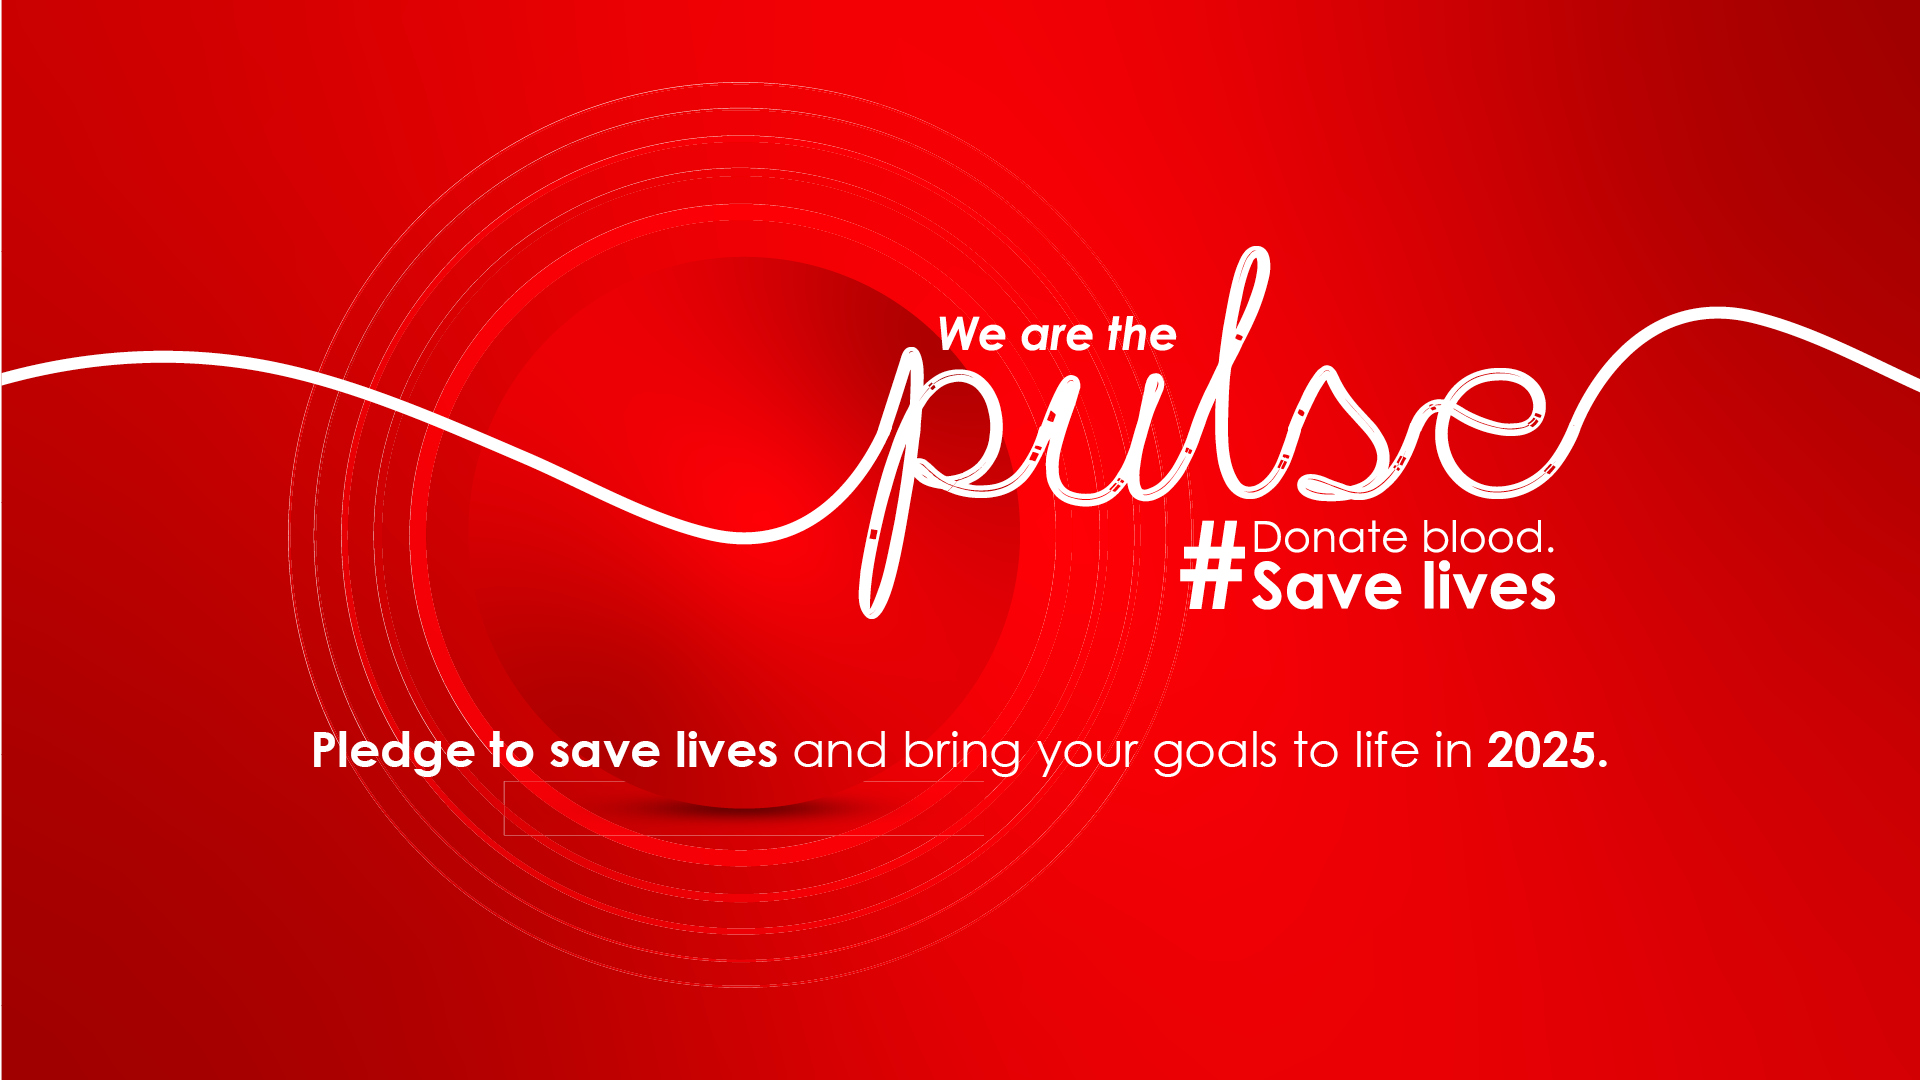 We are the
pulse
#Donate blood.
Save lives
Pledge to save lives and bring your goals to life in 2025.